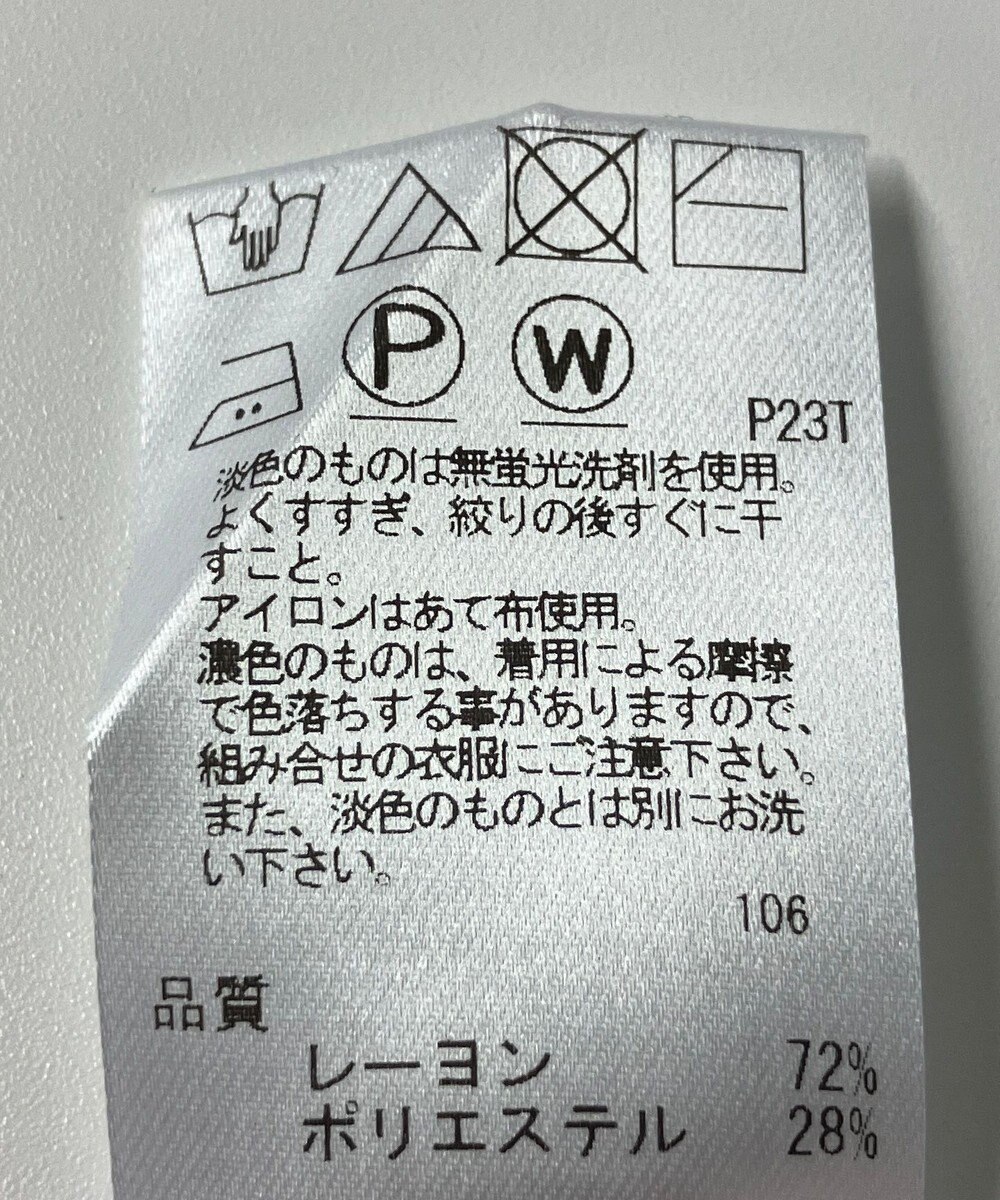 P W
P23T
淡色のものは無蛍光洗剤を使用。
よくすすぎ、絞りの後すぐに干
すこと。
アイロンはあて布使用。
濃色のものは、着用による摩擦
で色落ちする事がありますので、
組み合せの衣服にご注意下さい。
また、淡色のものとは別にお洗
い下さい。
106
品質
レーヨン 72%
ポリエステル 28%